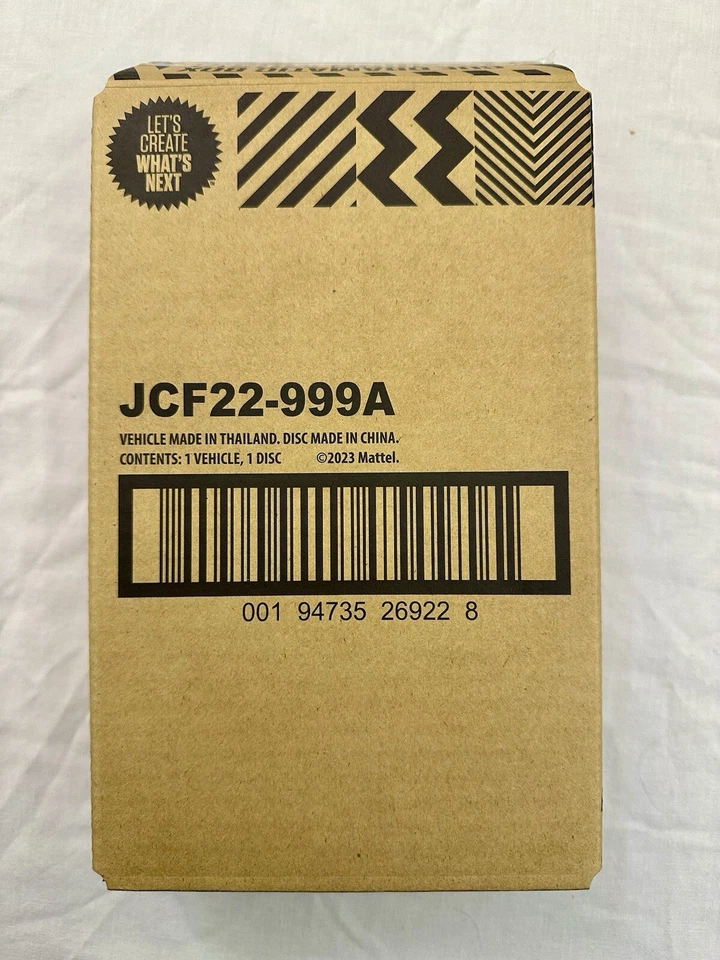 LET'S
CREATE
WHAT'S
NEXT
JCF22-999A
VEHICLE MADE IN THAILAND. DISC MADE IN CHINA.
CONTENTS: 1 VEHICLE, 1 DISC ©2023 Mattel.
001 94735 26922 8